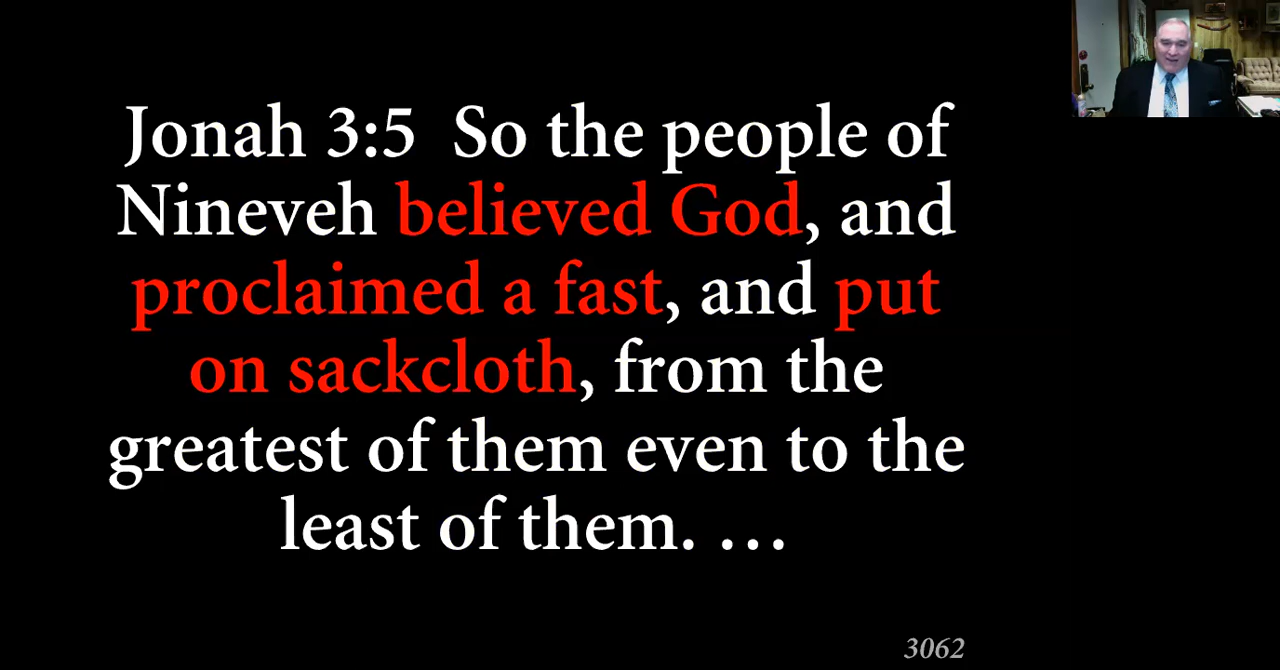 Jonah 3:5  So the people of
Nineveh believed God, and
proclaimed a fast, and put
on sackcloth, from the
greatest of them even to the
least of them. …
3062